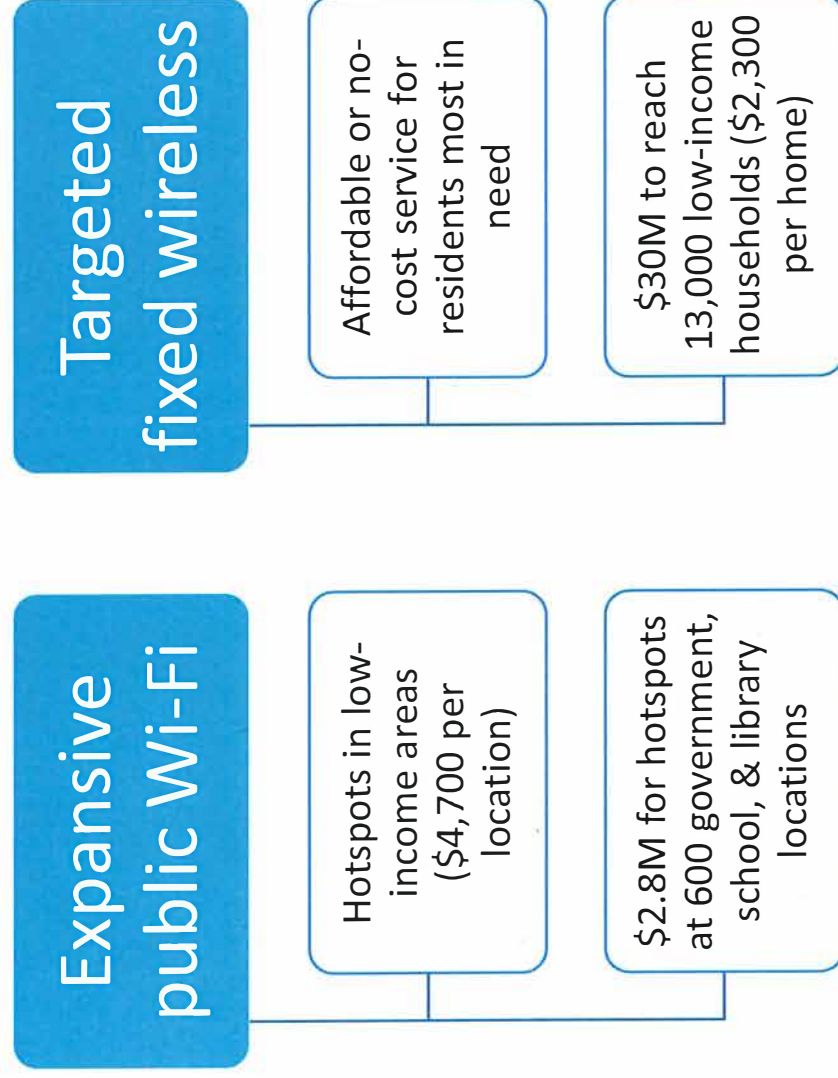 Expansive
public Wi-Fi
Hotspots in low-
income areas
($4,700 per
location)
$2.8M for hotspots
at 600 government,
school, & library
locations
Targeted
fixed wireless
Affordable or no-
cost service for
residents most in
need
$30M to reach
13,000 low-income
households ($2,300
per home)